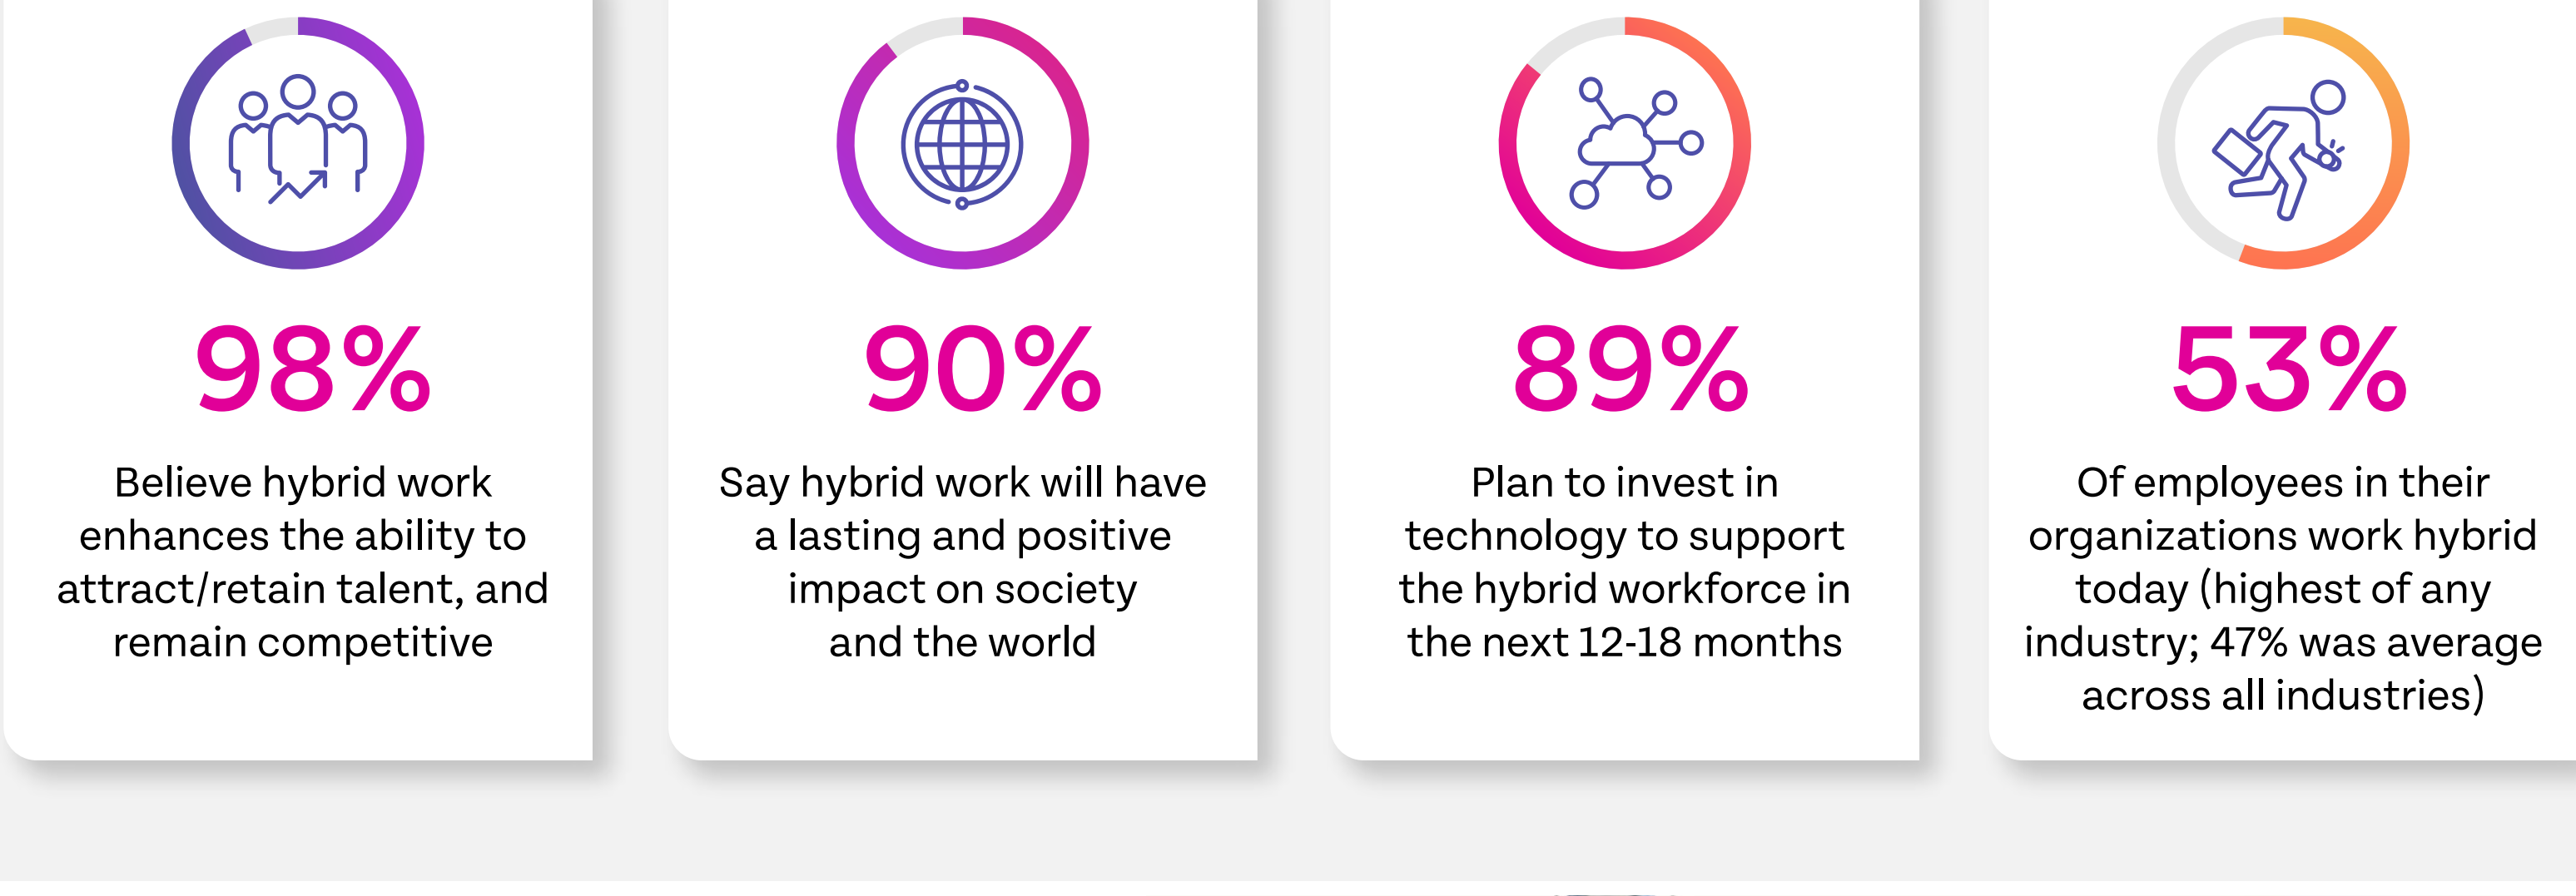 98%
Believe hybrid work
enhances the ability to
attract/retain talent, and
remain competitive
90%
Say hybrid work will have
a lasting and positive
impact on society
and the world
89%
Plan to invest in
technology to support
the hybrid workforce in
the next 12-18 months
53%
Of employees in their
organizations work hybrid
today (highest of any
industry; 47% was average
across all industries)